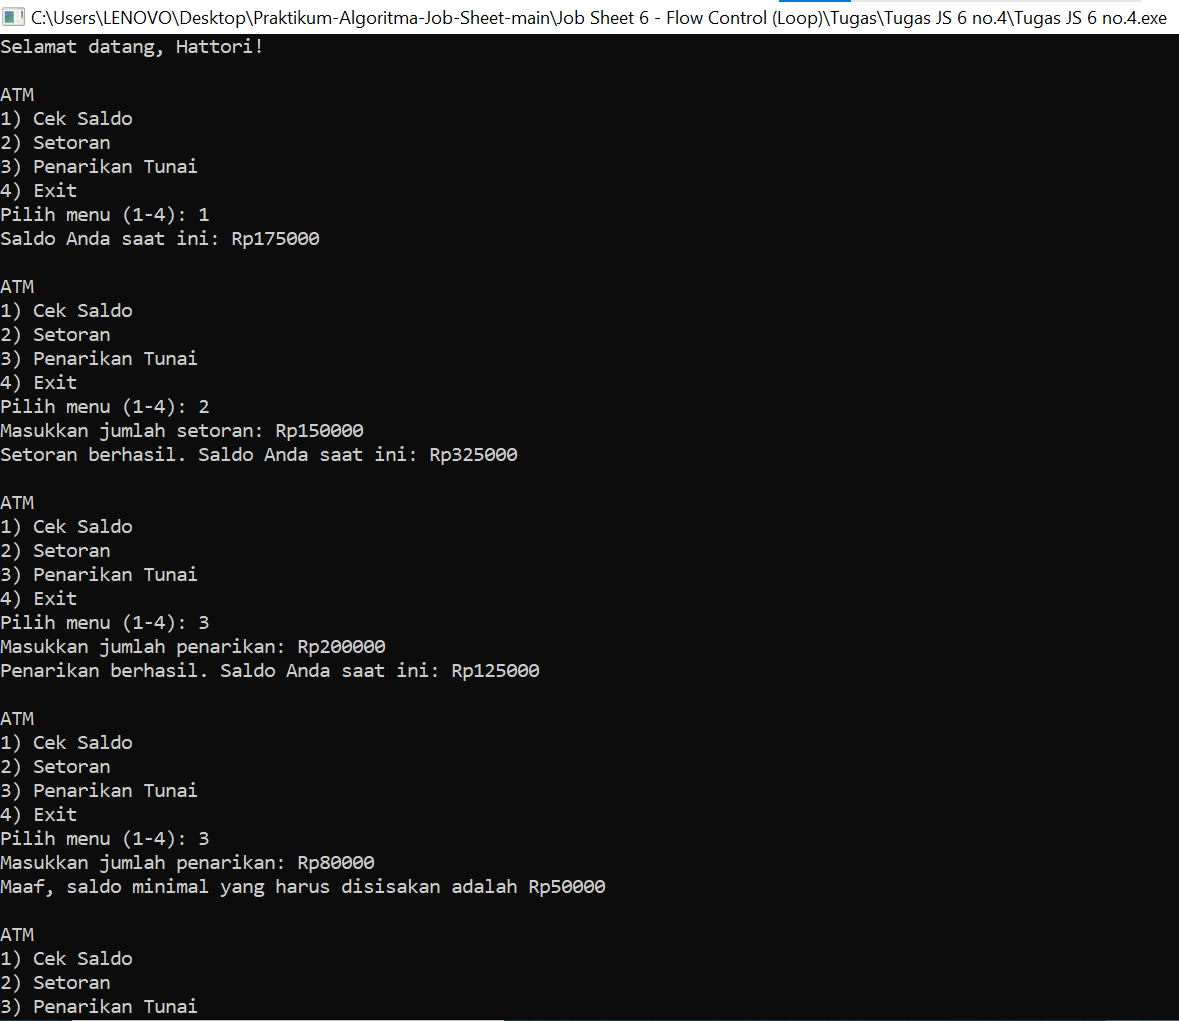 C:\Users\LENOVO\Desktop\Praktikum-Algoritma-Job-Sheet-main\Job Sheet 6 - Flow Control (Loop)\Tugas\Tugas JS 6 no.4\Tugas JS 6 no.4.exe
Selamat datang, Hattori!
ATM
1) Cek Saldo
2) Setoran
3) Penarikan Tunai
4) Exit
Pilih menu (1-4): 1
Saldo Anda saat ini: Rp175000
ATM
1) Cek Saldo
2) Setoran
3) Penarikan Tunai
4) Exit
Pilih menu (1-4): 2
Masukkan jumlah setoran: Rp150000
Setoran berhasil. Saldo Anda saat ini: Rp325000
ATM
1) Cek Saldo
2) Setoran
3) Penarikan Tunai
4) Exit
Pilih menu (1-4): 3
Masukkan jumlah penarikan: Rp200000
Penarikan berhasil. Saldo Anda saat ini: Rp125000
ATM
1) Cek Saldo
2) Setoran
3) Penarikan Tunai
4) Exit
Pilih menu (1-4): 3
Masukkan jumlah penarikan: Rp80000
Maaf, saldo minimal yang harus disisakan adalah Rp50000
ATM
1) Cek Saldo
2) Setoran
3) Penarikan Tunai